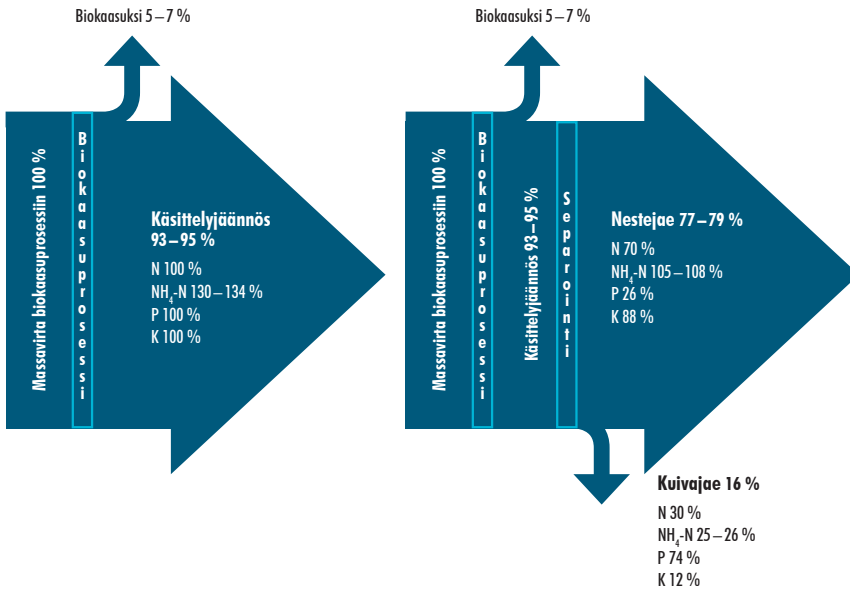 Biokaasuksi 5–7 %
Massavirta biokaasuprosessiin 100 %
Biokaasuprosessi
Käsittelyjäännös
93–95 %
N 100 %
NH₄-N 130–134 %
P 100 %
K 100 %
Biokaasuksi 5–7 %
Massavirta biokaasuprosessiin 100 %
Biokaasuprosessi
Käsittelyjäännös 93–95 %
Separointi
Nestejae 77–79 %
N 70 %
NH₄-N 105–108 %
P 26 %
K 88 %
Kuivajae 16 %
N 30 %
NH₄-N 25–26 %
P 74 %
K 12 %